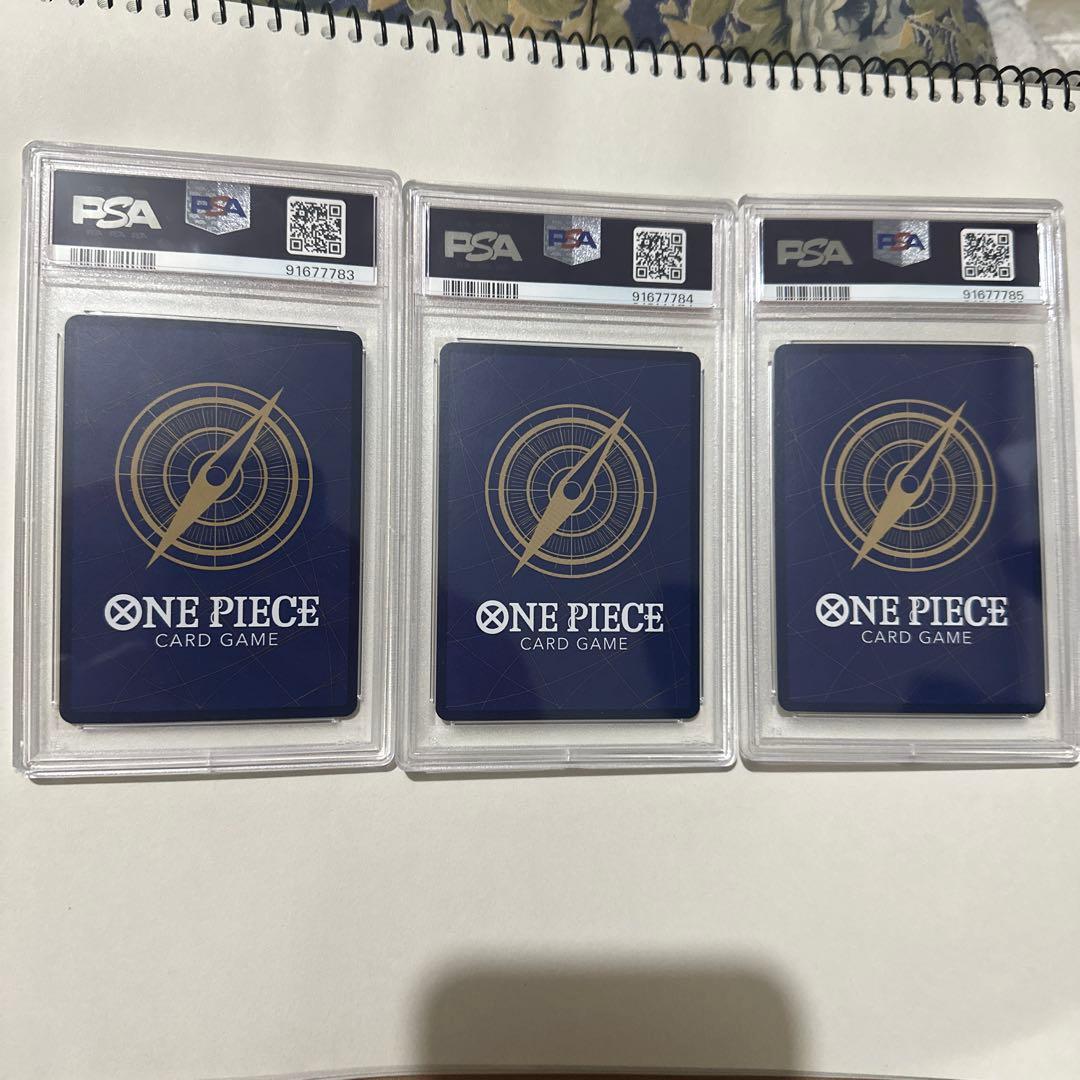 PSA PSA
91677783
ONE PIECE
CARD GAME
PSA PSA
91677784
ONE PIECE
CARD GAME
PSA PSA
91677785
ONE PIECE
CARD GAME